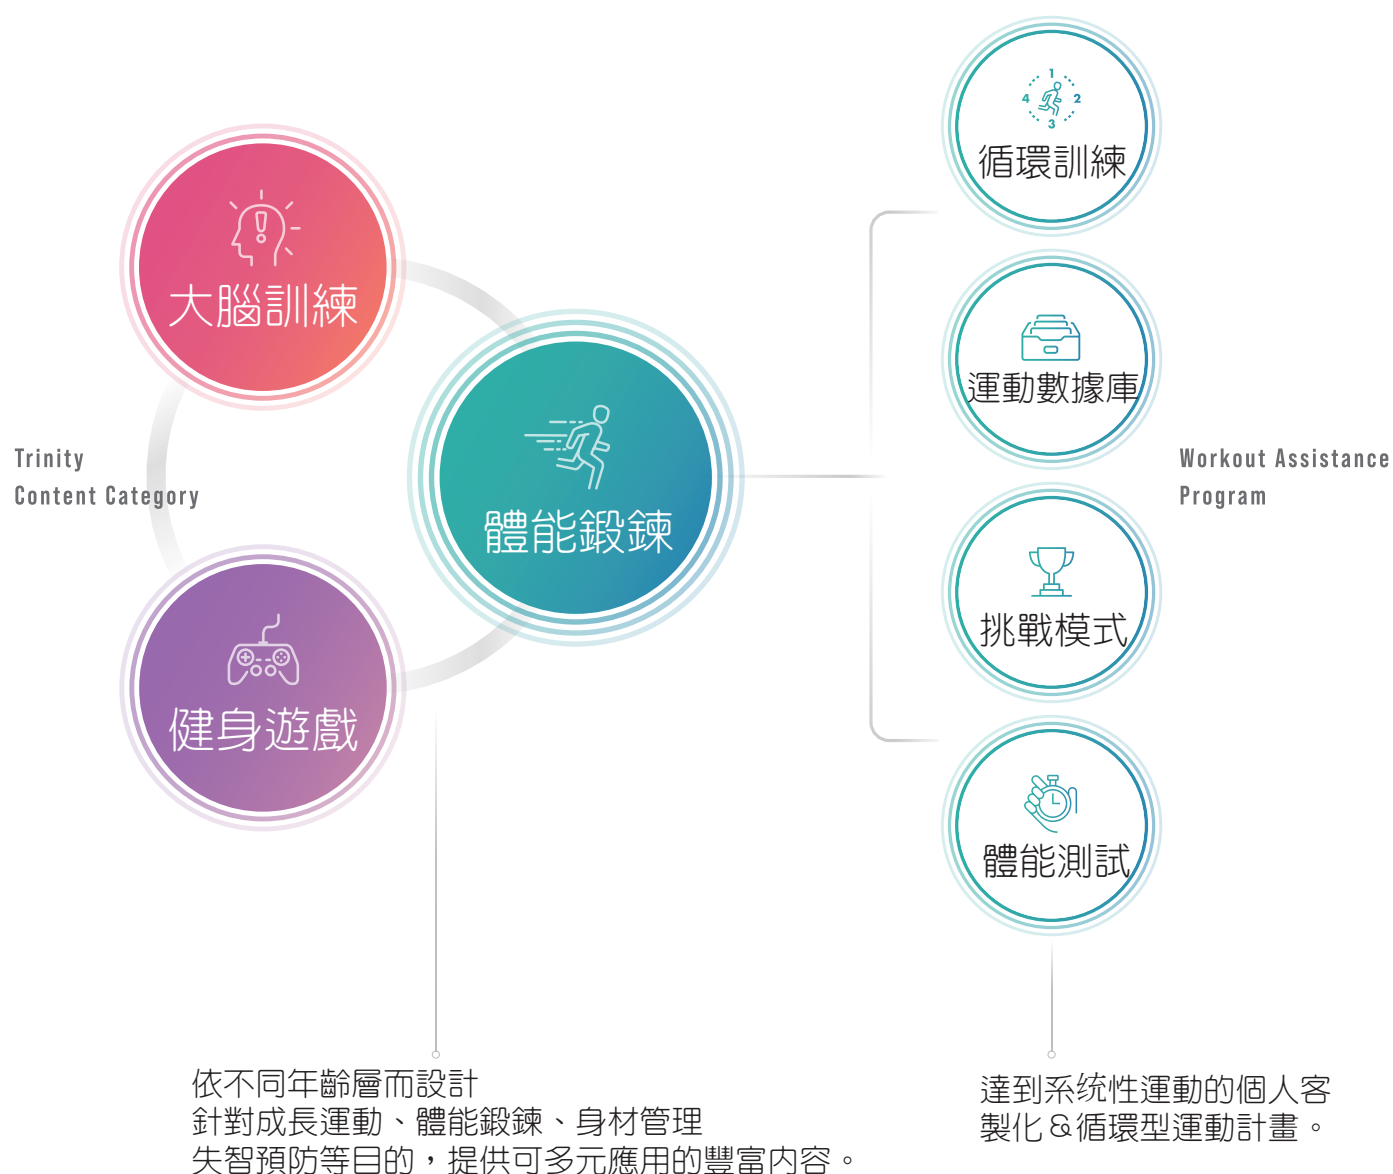 1
4 2
3
循環訓練
大腦訓練
運動數據庫
Trinity
Content Category
體能鍛鍊
Workout Assistance
Program
挑戰模式
健身遊戲
體能測試
依不同年齡層而設計
針對成長運動、體能鍛鍊、身材管理
失智預防等目的，提供可多元應用的豐富內容。
達到系統性運動的個人客
製化&循環型運動計畫。